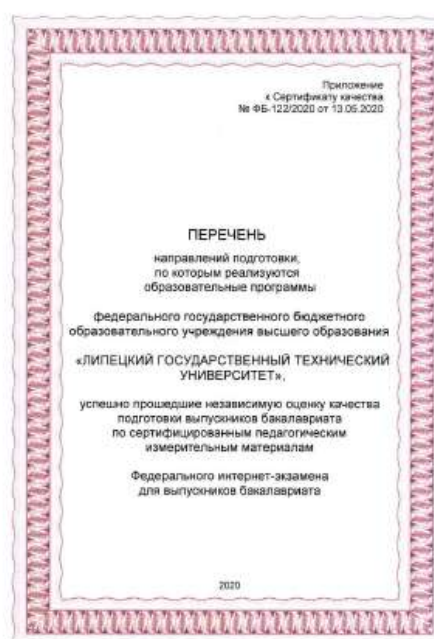 Приложение
к Сертификату качества
№ ФБ-122/2020 от 13.05.2020
ПЕРЕЧЕНЬ
направлений подготовки,
по которым реализуются
образовательные программы
федерального государственного бюджетного
образовательного учреждения высшего образования
«ЛИПЕЦКИЙ ГОСУДАРСТВЕННЫЙ ТЕХНИЧЕСКИЙ
УНИВЕРСИТЕТ»,
успешно прошедшие независимую оценку качества
подготовки выпускников бакалавриата
по сертифицированным педагогическим
измерительным материалам
Федерального интернет-экзамена
для выпускников бакалавриата
2020